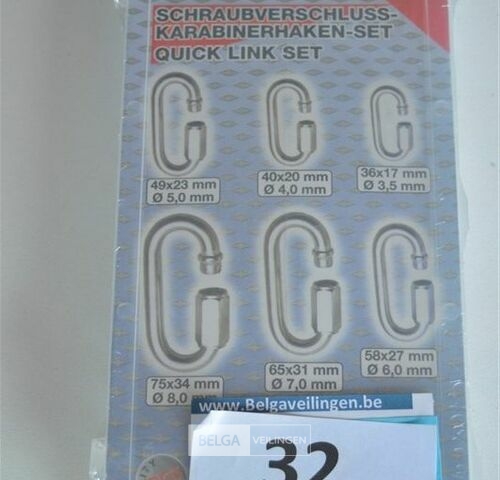 SCHRAUBVERSCHLUSS-
KARABINERHAKEN-SET
QUICK LINK SET
49x23 mm
Ø 5,0 mm
40x20 mm
Ø 4,0 mm
36x17 mm
Ø 3,5 mm
75x34 mm
Ø 8,0 mm
65x31 mm
Ø 7,0 mm
58x27 mm
Ø 6,0 mm
www.Belgaveilingen.be
BELGA VEILINGEN
32